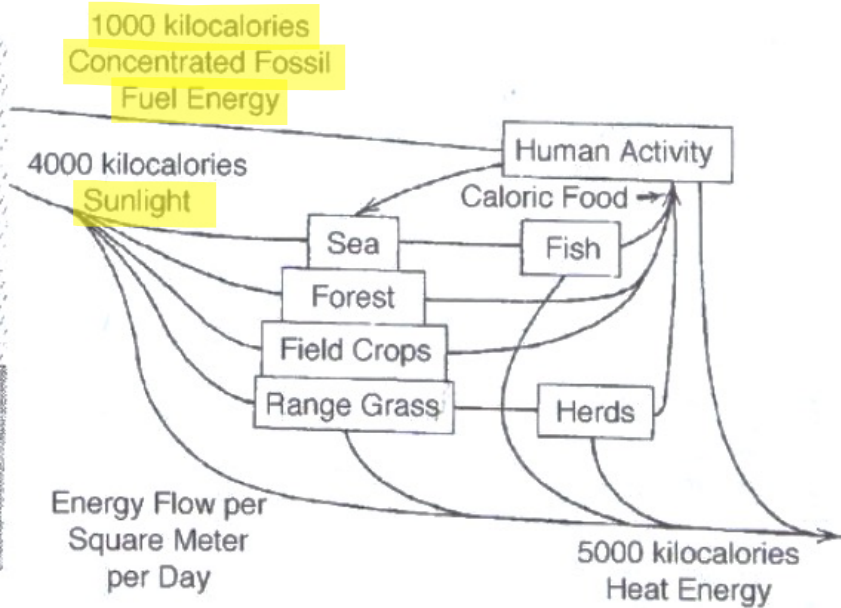 1000 kilocalories
Concentrated Fossil
Fuel Energy
4000 kilocalories
Sunlight
Human Activity
Caloric Food
Sea
Fish
Forest
Field Crops
Range Grass
Herds
Energy Flow per
Square Meter
per Day
5000 kilocalories
Heat Energy